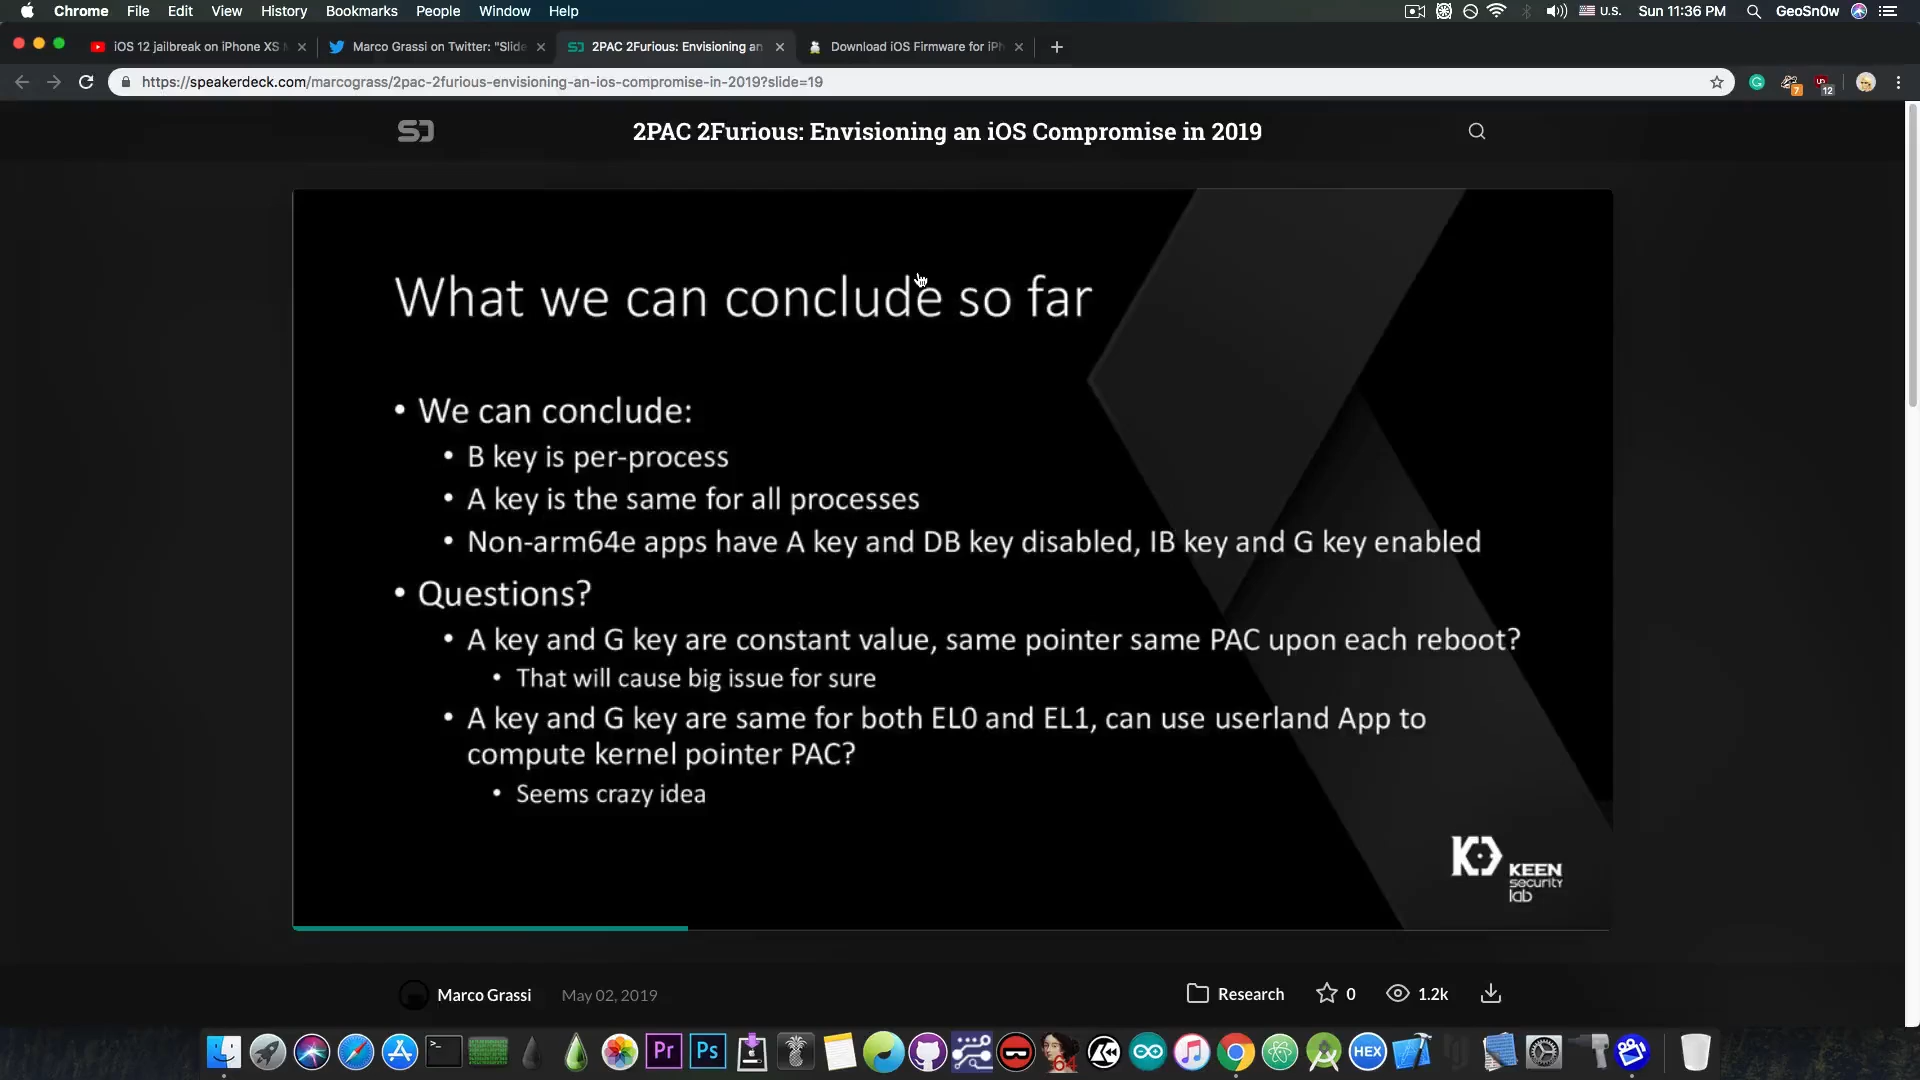 Chrome File Edit View History Bookmarks People Window Help U.S. Sun 11:36 PM GeoSn0w
iOS 12 jailbreak on iPhone XS Marco Grassi on Twitter: "Slide 2PAC 2Furious: Envisioning an Download iOS Firmware for iPh
https://speakerdeck.com/marcograss/2pac-2furious-envisioning-an-ios-compromise-in-2019?slide=19 7 12
2PAC 2Furious: Envisioning an iOS Compromise in 2019
What we can conclude so far
• We can conclude:
• B key is per-process
• A key is the same for all processes
• Non-arm64e apps have A key and DB key disabled, IB key and G key enabled
• Questions?
• A key and G key are constant value, same pointer same PAC upon each reboot?
• That will cause big issue for sure
• A key and G key are same for both EL0 and EL1, can use userland App to
compute kernel pointer PAC?
• Seems crazy idea
KEEN
security
lab
Marco Grassi May 02, 2019 Research 0 1.2k
Pr Ps 64 HEX